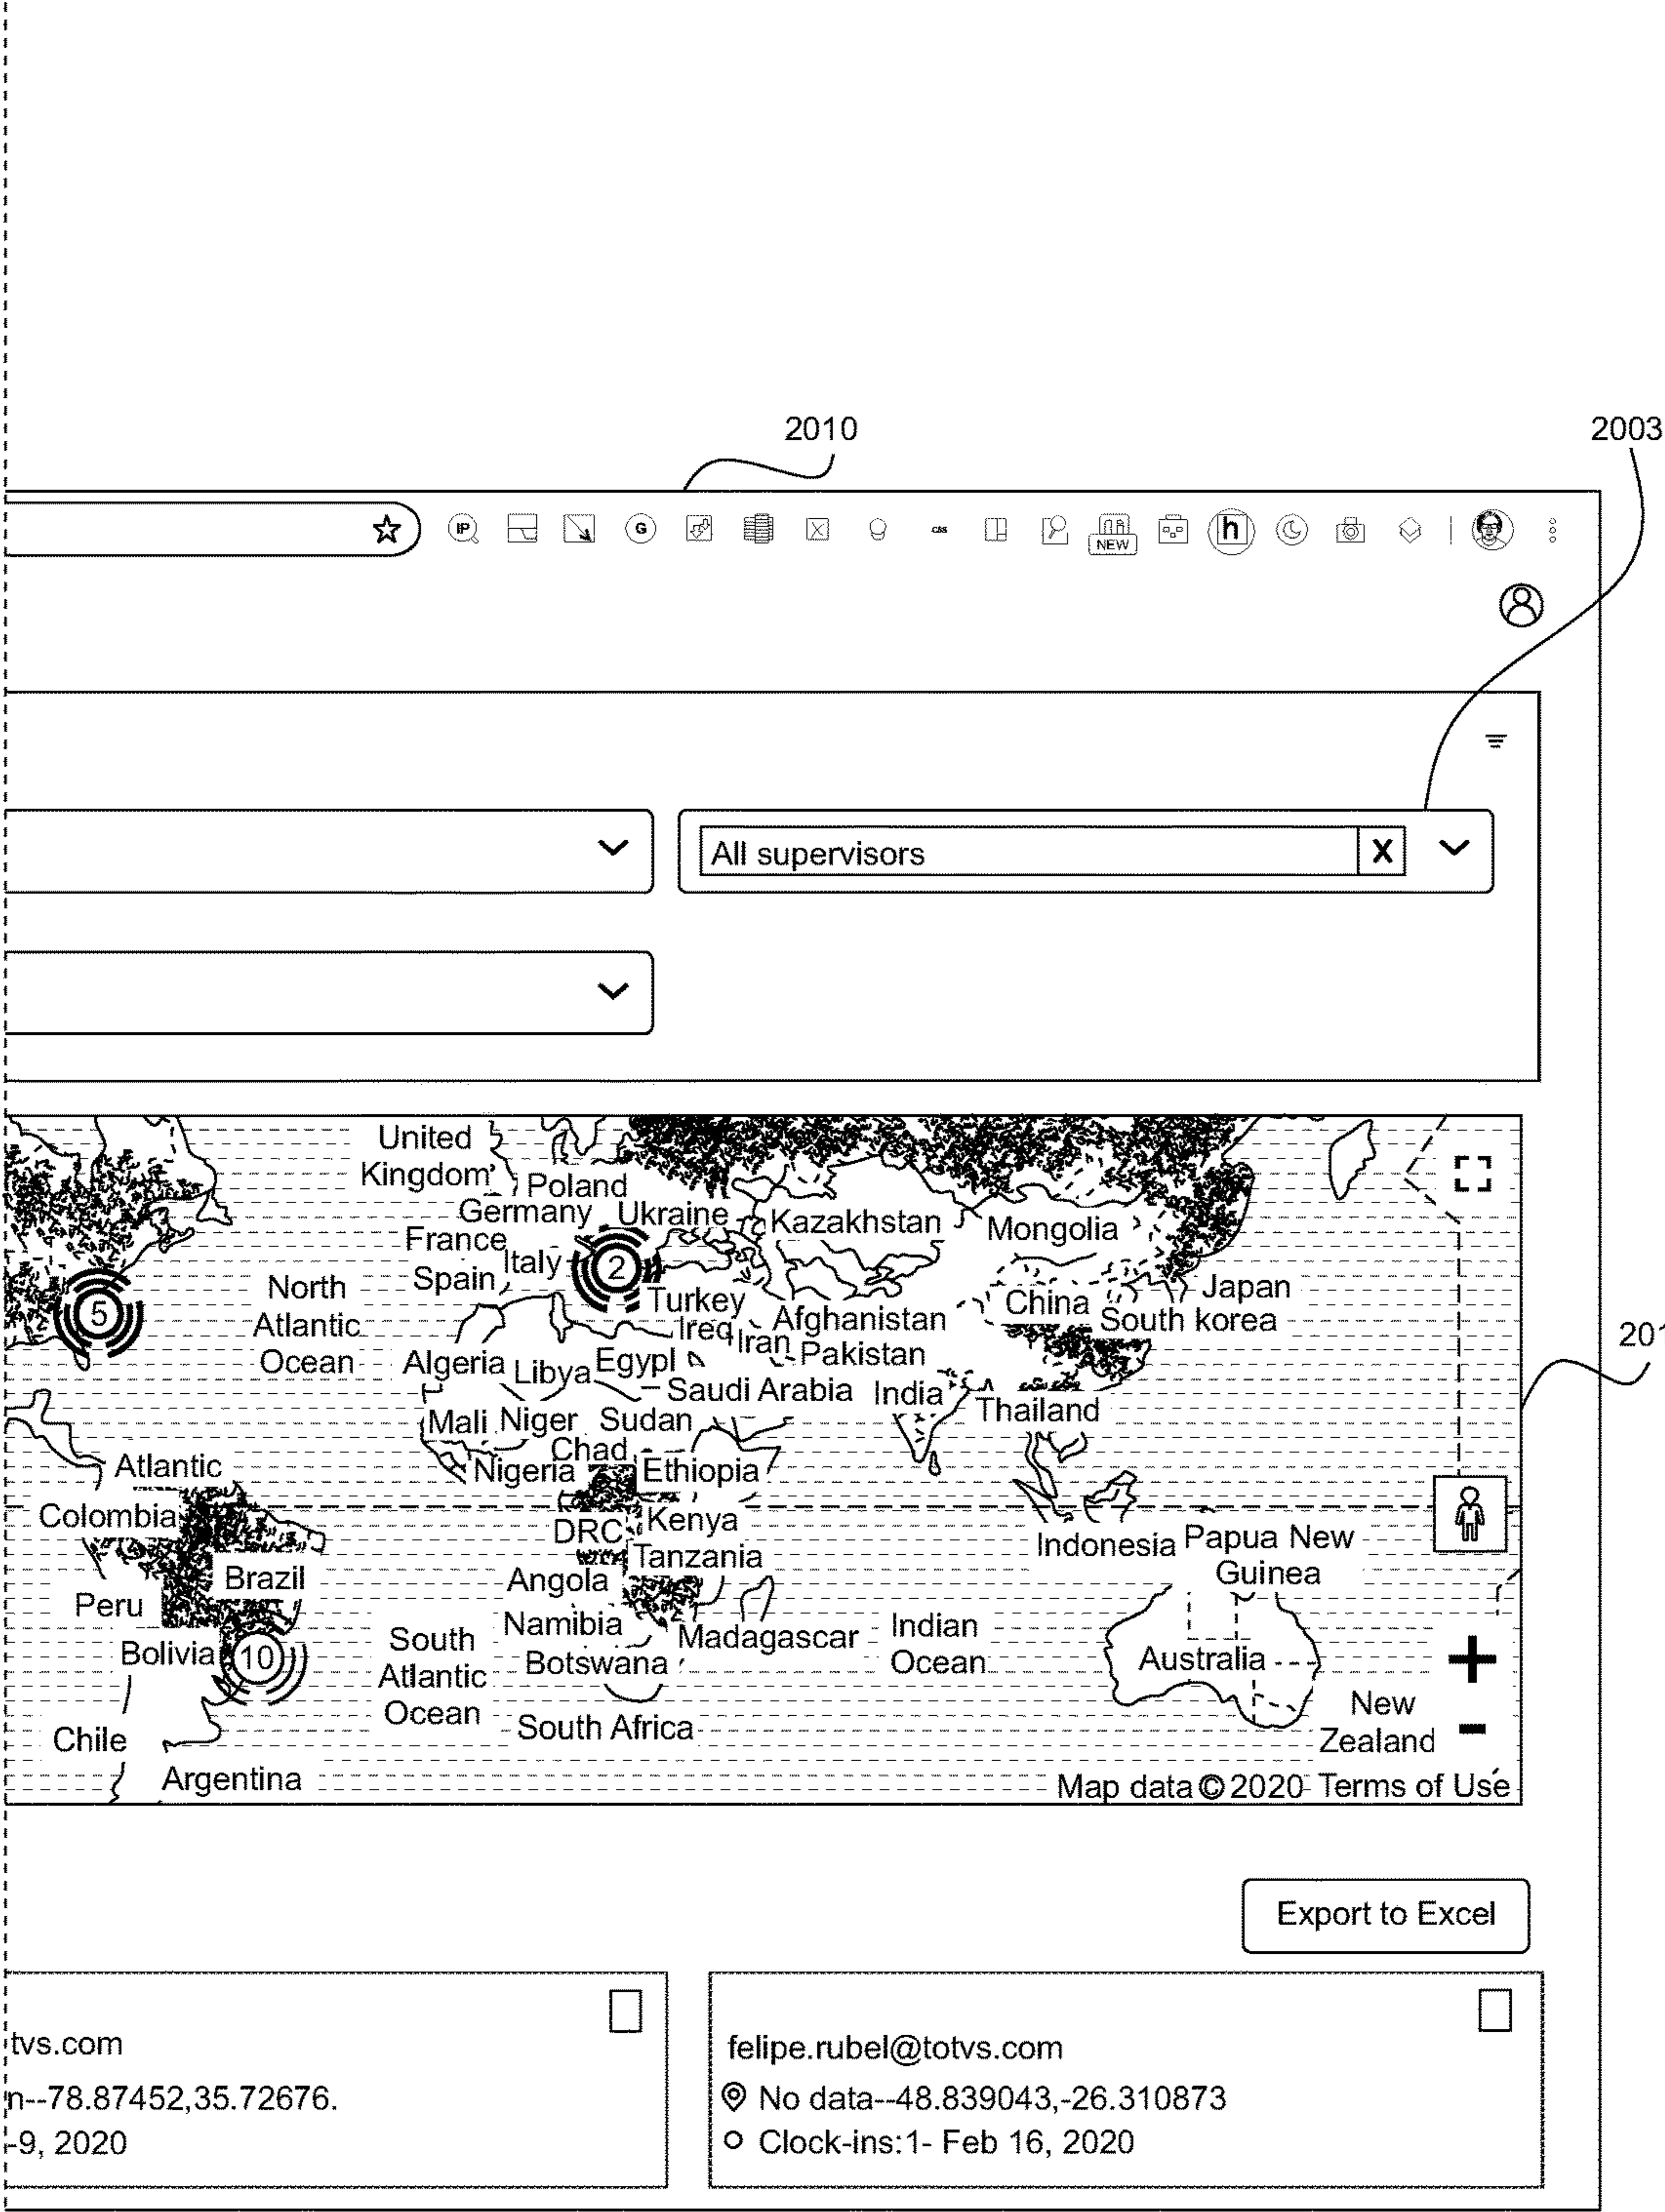 2010
2003
IP
G
NEW
h
All supervisors
X
United
Kingdom
Poland
Germany
Ukraine
Kazakhstan
Mongolia
France
Italy
2
Spain
North
Atlantic
Ocean
5
Turkey
Afghanistan
China
Japan
South korea
Ireq
Iran
Pakistan
201
Algeria
Libya
Egypl
Saudi Arabia
India
Thailand
Mali
Niger
Sudan
Chad
Nigeria
Ethiopia
Atlantic
Colombia
DRC
Kenya
Indonesia
Papua New
Guinea
Brazil
Tanzania
Angola
Peru
Namibia
Madagascar
Indian
Ocean
Bolivia
10
South
Atlantic
Ocean
Botswana
Australia
South Africa
New
Zealand
Chile
Argentina
Map data © 2020 Terms of Use
Export to Excel
tvs.com
n--78.87452,35.72676.
-9, 2020
felipe.rubel@totvs.com
No data--48.839043,-26.310873
Clock-ins:1- Feb 16, 2020